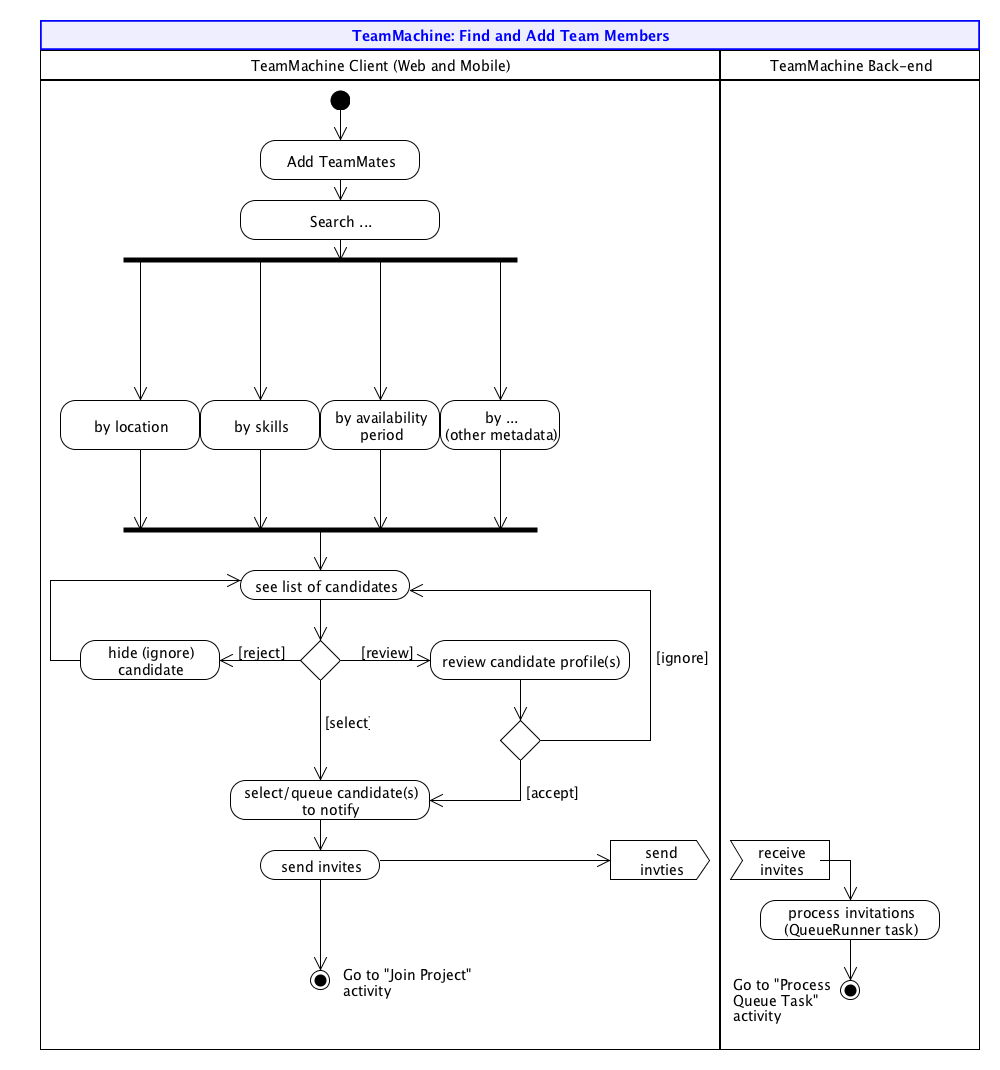 TeamMachine: Find and Add Team Members
TeamMachine Client (Web and Mobile)
TeamMachine Back-end
Add TeamMates
Search ...
by location
by skills
by availability
period
by ...
(other metadata)
see list of candidates
hide (ignore)
candidate
[reject]
[review]
review candidate profile(s)
[ignore]
[select]
[accept]
select/queue candidate(s)
to notify
send invites
send
invties
receive
invites
process invitations
(QueueRunner task)
Go to "Join Project"
activity
Go to "Process
Queue Task"
activity